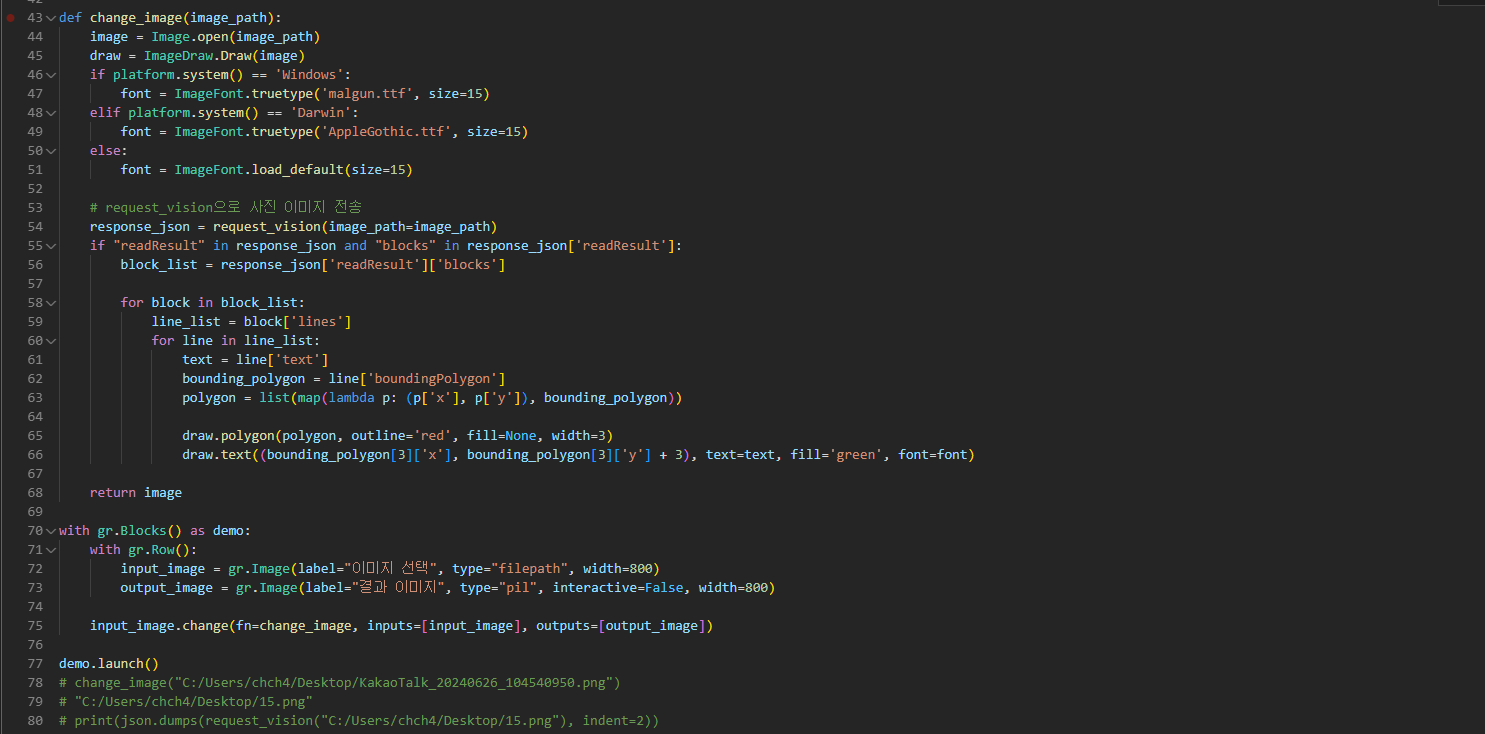 42
43 def change_image(image_path):
44     image = Image.open(image_path)
45     draw = ImageDraw.Draw(image)
46     if platform.system() == 'Windows':
47         font = ImageFont.truetype('malgun.ttf', size=15)
48     elif platform.system() == 'Darwin':
49         font = ImageFont.truetype('AppleGothic.ttf', size=15)
50     else:
51         font = ImageFont.load_default(size=15)
52
53     # request_vision으로 사진 이미지 전송
54     response_json = request_vision(image_path=image_path)
55     if "readResult" in response_json and "blocks" in response_json['readResult']:
56         block_list = response_json['readResult']['blocks']
57
58         for block in block_list:
59             line_list = block['lines']
60             for line in line_list:
61                 text = line['text']
62                 bounding_polygon = line['boundingPolygon']
63                 polygon = list(map(lambda p: (p['x'], p['y']), bounding_polygon))
64
65                 draw.polygon(polygon, outline='red', fill=None, width=3)
66                 draw.text((bounding_polygon[3]['x'], bounding_polygon[3]['y'] + 3), text=text, fill='green', font=font)
67
68     return image
69
70 with gr.Blocks() as demo:
71     with gr.Row():
72         input_image = gr.Image(label="이미지 선택", type="filepath", width=800)
73         output_image = gr.Image(label="결과 이미지", type="pil", interactive=False, width=800)
74
75     input_image.change(fn=change_image, inputs=[input_image], outputs=[output_image])
76
77 demo.launch()
78 # change_image("C:/Users/chch4/Desktop/KakaoTalk_20240626_104540950.png")
79 # "C:/Users/chch4/Desktop/15.png"
80 # print(json.dumps(request_vision("C:/Users/chch4/Desktop/15.png"), indent=2))